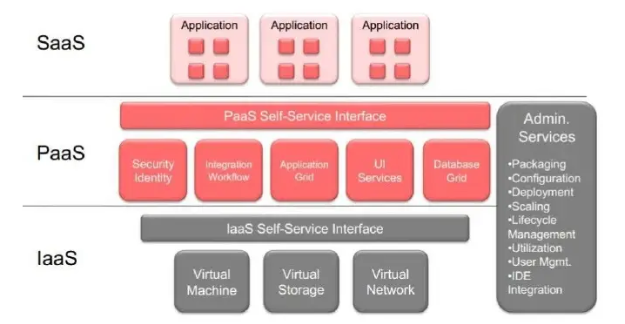 SaaS
Application
Application
Application
PaaS
PaaS Self-Service Interface
Security
Identity
Integration
Workflow
Application
Grid
UI
Services
Database
Grid
IaaS
IaaS Self-Service Interface
Virtual
Machine
Virtual
Storage
Virtual
Network
Admin.
Services
•Packaging
•Configuration
•Deployment
•Scaling
•Lifecycle
Management
•Utilization
•User Mgmt.
•IDE
Integration